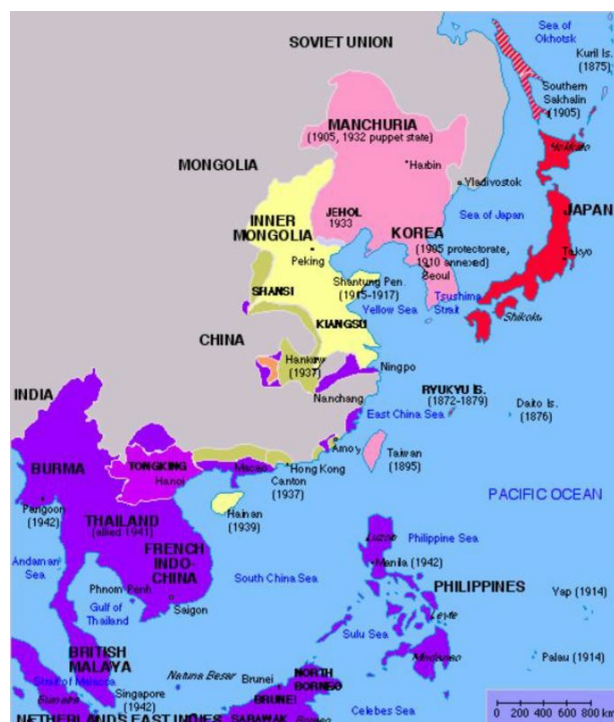 Sea of
Okhotsk
SOVIET UNION
Kuril Is.
(1875)
Southern
Sakhalin
(1905)
MANCHURIA
(1905, 1932 puppet state)
Hokkaido
Harbin
MONGOLIA
Vladivostok
JEHOL
1933
Sea of Japan
JAPAN
INNER
MONGOLIA
KOREA
(1905 protectorate,
1910 annexed)
Peking
Seoul
Tokyo
SHANSI
Shantung Pen.
(1915-1917)
Tsushima
Strait
Yellow Sea
KIANGSU
Shikoku
CHINA
Hankow
(1937)
Ningpo
Nanchang
RYUKYU IS.
(1872-1879)
Daito Is.
(1876)
INDIA
East China Sea
Amoy
BURMA
TONGKING
Hanoi
Macao
Hong Kong
Canton
(1937)
Taiwan
(1895)
PACIFIC OCEAN
Rangoon
(1942)
THAILAND
(allied 1941)
Hainan
(1939)
Luzon
Philippine Sea
Andaman
Sea
FRENCH
INDO-
CHINA
Manila (1942)
South China Sea
Phnom Penh
PHILIPPINES
Yap (1914)
Gulf of
Thailand
Saigon
Leyte
Sulu Sea
BRITISH
MALAYA
Mindanao
Palau (1914)
Strait of Malacca
Natuna Besar
Brunei
NORTH
BORNEO
Sumatra
Singapore
(1942)
BRUNEI
Celebes Sea
0 200 400 600 800 km
NETHERLANDS EAST INDIES
SARAWAK
Borneo